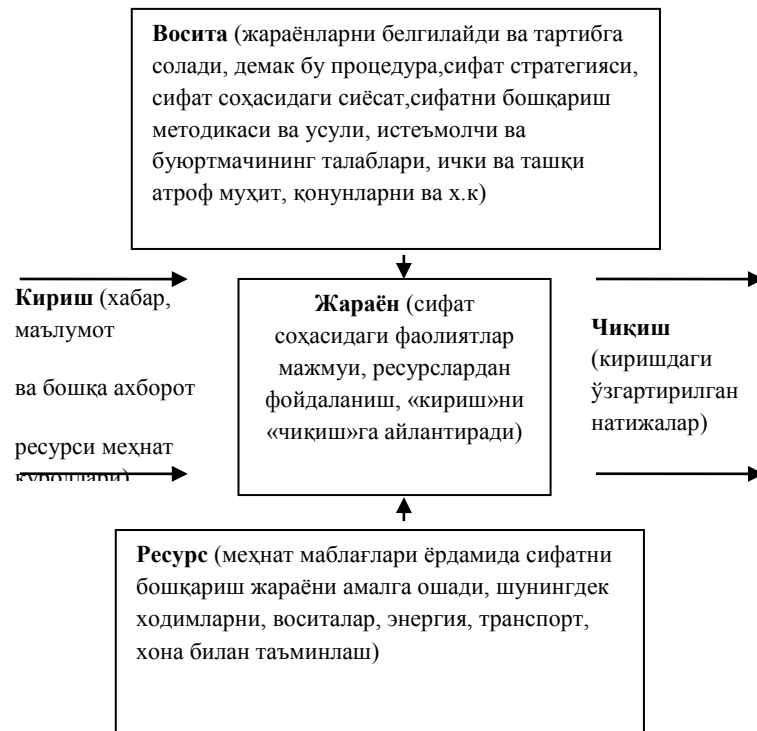 Восита (жараёнларни белгилайди ва тартибга
солади, демак бу процедура,сифат стратегияси,
сифат соҳасидаги сиёсат,сифатни бошқариш
методикаси ва усули, истеъмолчи ва
буюртмачининг талаблари, ички ва ташқи
атроф муҳит, қонунларни ва х.к)
Кириш (хабар,
маълумот
ва бошқа ахборот
ресурси меҳнат
қуроллари)
Жараён (сифат
соҳасидаги фаолиятлар
мажмуи, ресурслардан
фойдаланиш, «кириш»ни
«чиқиш»га айлантиради)
Чиқиш
(киришдаги
ўзгартирилган
натижалар)
Ресурс (меҳнат маблағлари ёрдамида сифатни
бошқариш жараёни амалга ошади, шунингдек
ходимларни, воситалар, энергия, транспорт,
хона билан таъминлаш)